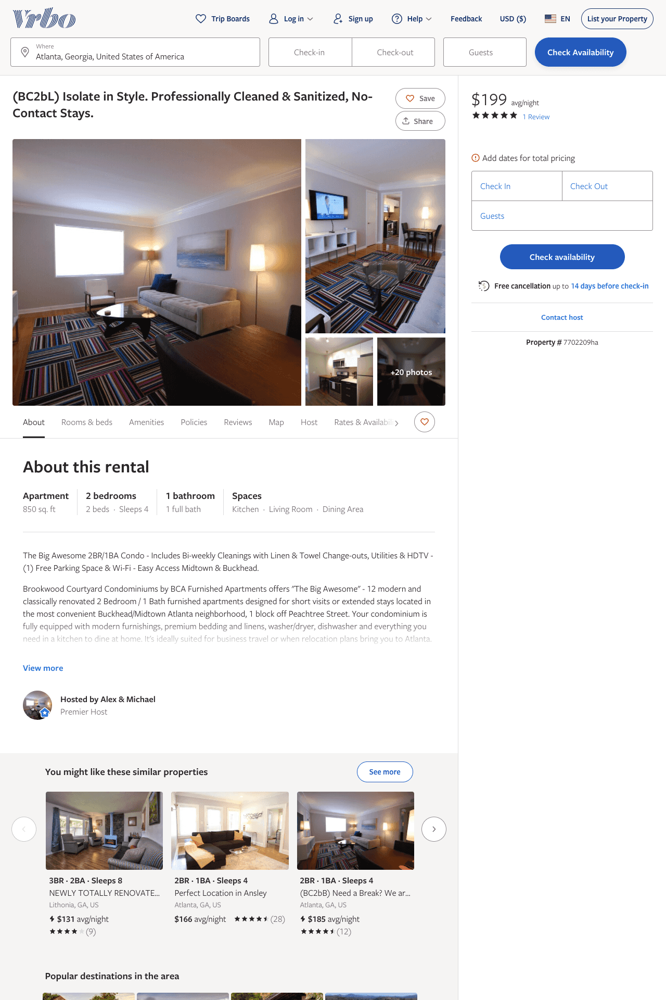 Vrbo
Trip Boards
Log in
Sign up
Help
Feedback
USD ($)
EN
List your Property
Where
Atlanta, Georgia, United States of America
Check-in
Check-out
Guests
Check Availability
(BC2bL) Isolate in Style. Professionally Cleaned & Sanitized, No-
Contact Stays.
Save
Share
$199 avg/night
1 Review
Add dates for total pricing
Check In
Check Out
Guests
Check availability
Free cancellation up to 14 days before check-in
Contact host
Property # 7702209ha
+20 photos
About
Rooms & beds
Amenities
Policies
Reviews
Map
Host
Rates & Availabili
About this rental
Apartment
850 sq. ft
2 bedrooms
2 beds · Sleeps 4
1 bathroom
1 full bath
Spaces
Kitchen · Living Room · Dining Area
The Big Awesome 2BR/1BA Condo - Includes Bi-weekly Cleanings with Linen & Towel Change-outs, Utilities & HDTV -
(1) Free Parking Space & Wi-Fi - Easy Access Midtown & Buckhead.
Brookwood Courtyard Condominiums by BCA Furnished Apartments offers "The Big Awesome" - 12 modern and
classically renovated 2 Bedroom / 1 Bath furnished apartments designed for short visits or extended stays located in
the most convenient Buckhead/Midtown Atlanta neighborhood, 1 block off Peachtree Street. Your condominium is
fully equipped with modern furnishings, premium bedding and linens, washer/dryer, dishwasher and everything you
need in a kitchen to dine at home. It's ideally suited for business travel or when relocation plans bring you to Atlanta.
View more
Hosted by Alex & Michael
Premier Host
You might like these similar properties
See more
3BR · 2BA · Sleeps 8
NEWLY TOTALLY RENOVATE...
Lithonia, GA, US
$131 avg/night
(9)
2BR · 1BA · Sleeps 4
Perfect Location in Ansley
Atlanta, GA, US
$166 avg/night
(28)
2BR · 1BA · Sleeps 4
(BC2bB) Need a Break? We ar...
Atlanta, GA, US
$185 avg/night
(12)
Popular destinations in the area